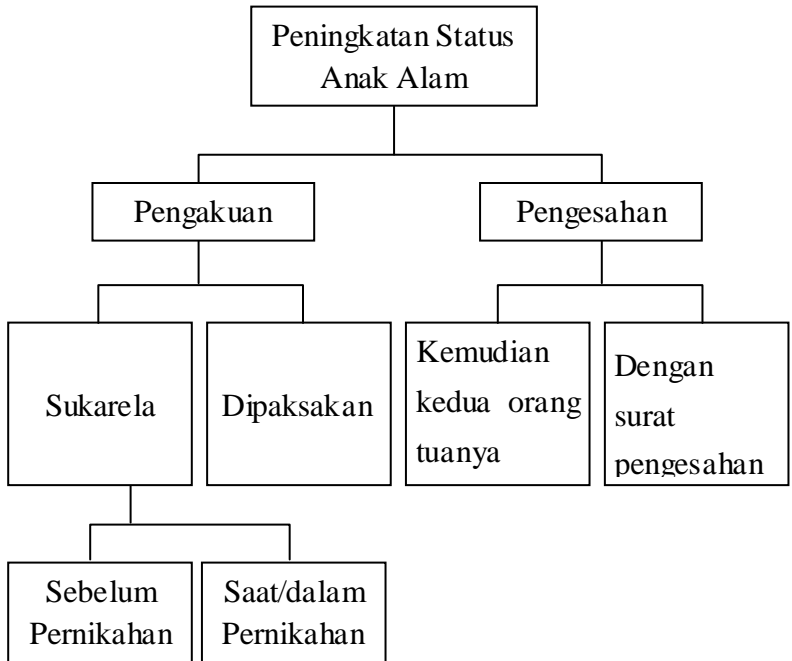 Peningkatan Status
Anak Alam
Pengakuan
Pengesahan
Sukarela
Dipaksakan
Kemudian
kedua orang
tuanya
Dengan
surat
pengesahan
Sebelum
Pernikahan
Saat/dalam
Pernikahan